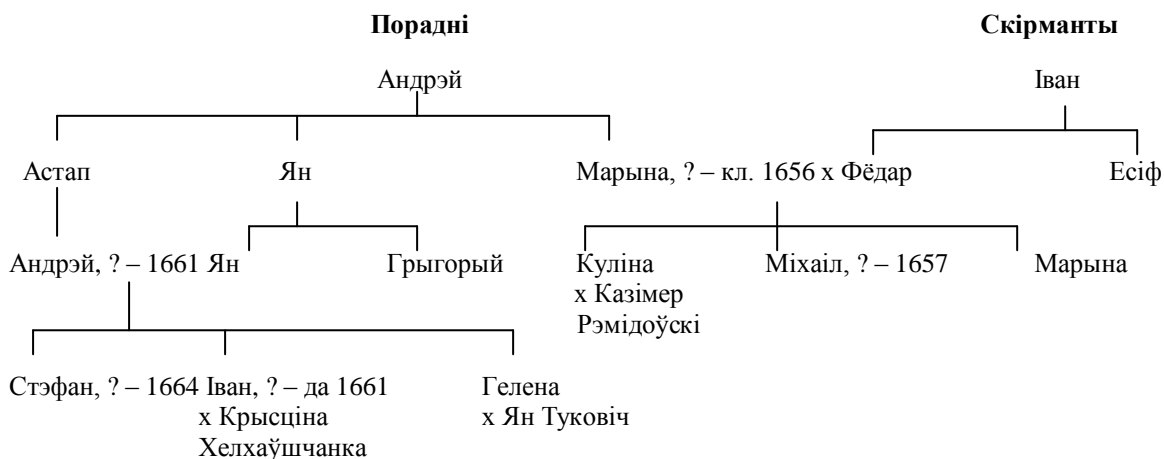 Порадні Скірманты
Андрэй Іван
Астап Ян Марына, ? – кл. 1656 x Фёдар Есіф
Андрэй, ? – 1661 Ян Грыгорый Куліна Міхаіл, ? – 1657 Марына
x Казімер
Рэмідоўскі
Стэфан, ? – 1664 Іван, ? – да 1661 Гелена
x Крысціна x Ян Туковіч
Хелхаўшчанка